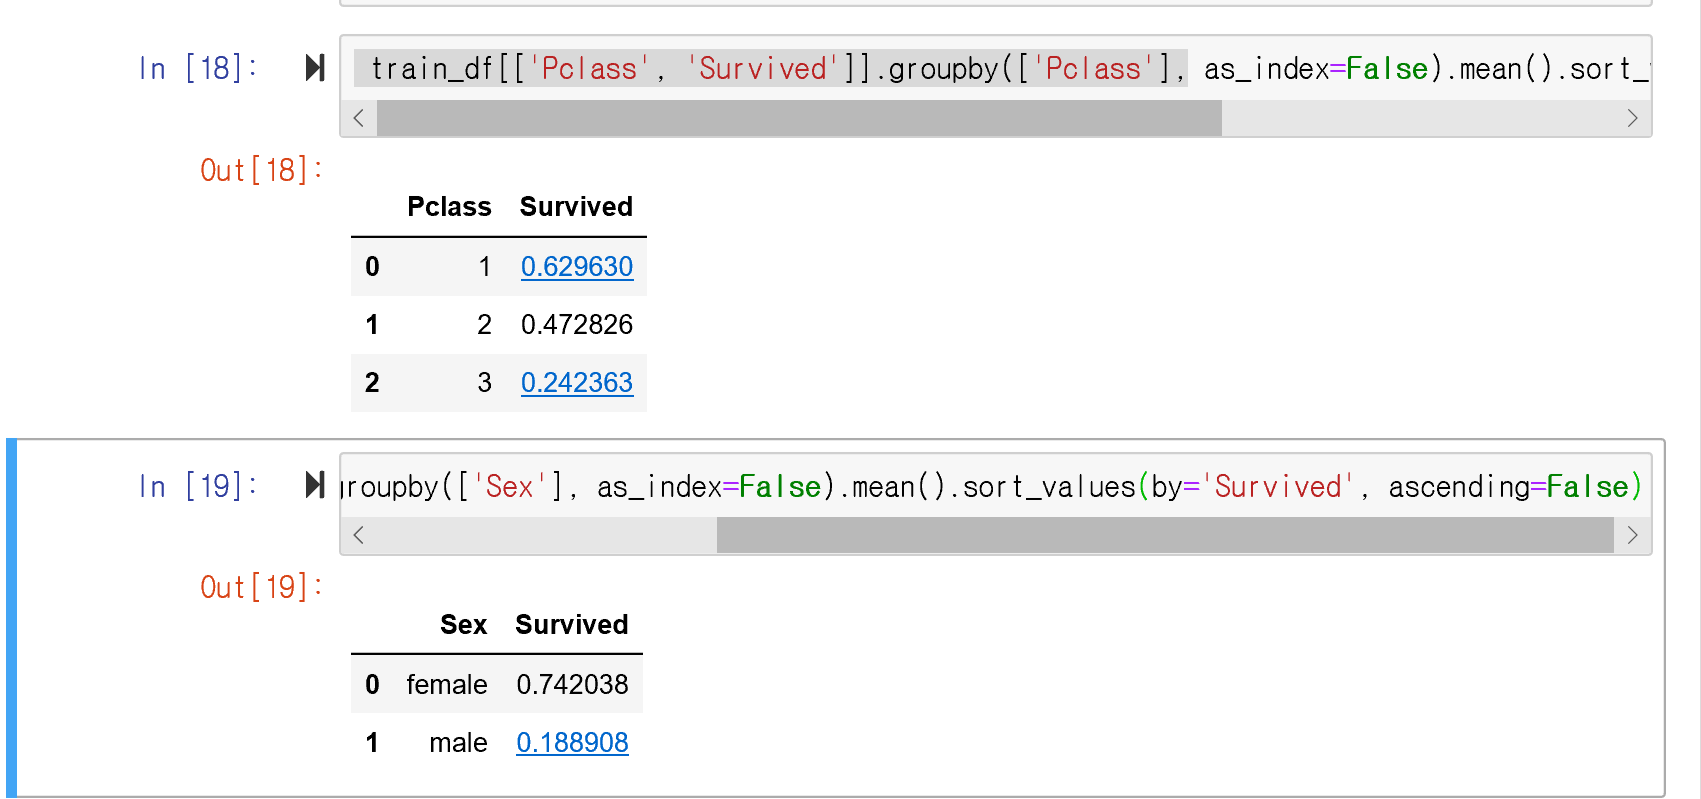 In [18]: train_df[['Pclass', 'Survived']].groupby(['Pclass'], as_index=False).mean().sort_
Out[18]:
Pclass Survived
0 1 0.629630
1 2 0.472826
2 3 0.242363
In [19]: roupby(['Sex'], as_index=False).mean().sort_values(by='Survived', ascending=False)
Out[19]:
Sex Survived
0 female 0.742038
1 male 0.188908